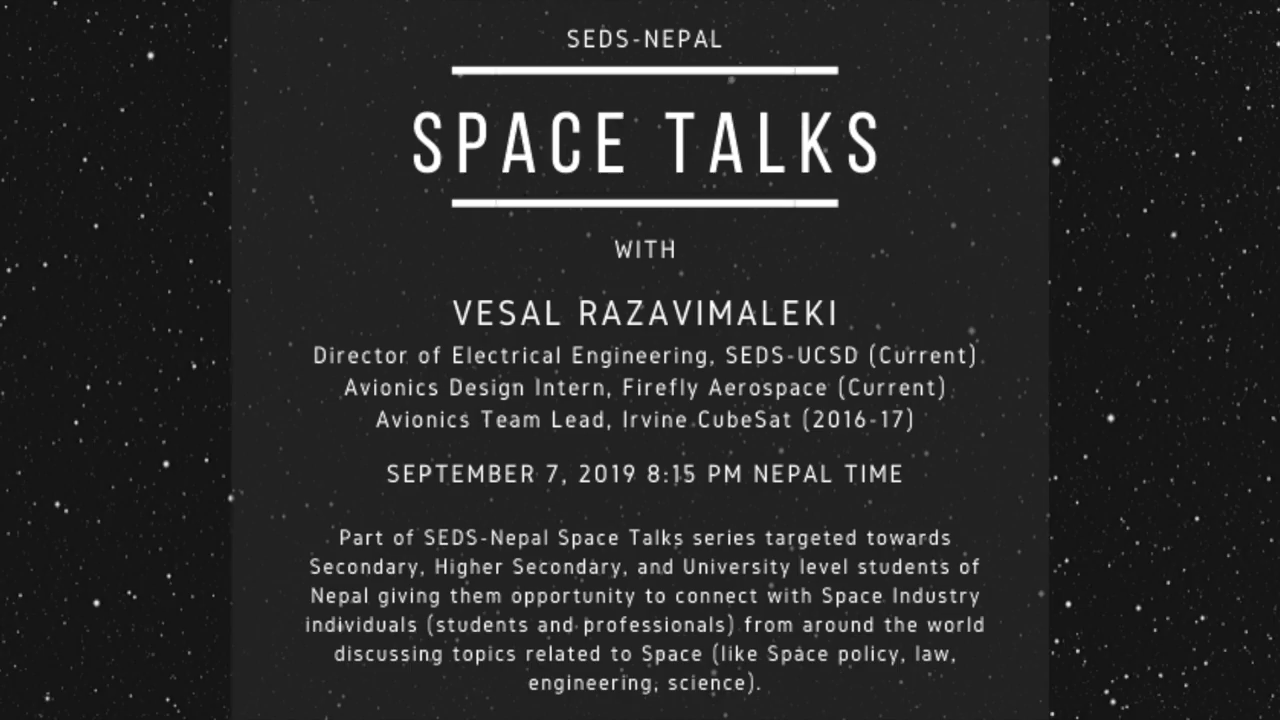 SEDS-NEPAL
SPACE TALKS
WITH
VESAL RAZAVIMALEKI
Director of Electrical Engineering, SEDS-UCSD (Current)
Avionics Design Intern, Firefly Aerospace (Current)
Avionics Team Lead, Irvine CubeSat (2016-17)
SEPTEMBER 7, 2019 8:15 PM NEPAL TIME
Part of SEDS-Nepal Space Talks series targeted towards
Secondary, Higher Secondary, and University level students of
Nepal giving them opportunity to connect with Space Industry
individuals (students and professionals) from around the world
discussing topics related to Space (like Space policy, law,
engineering, science).